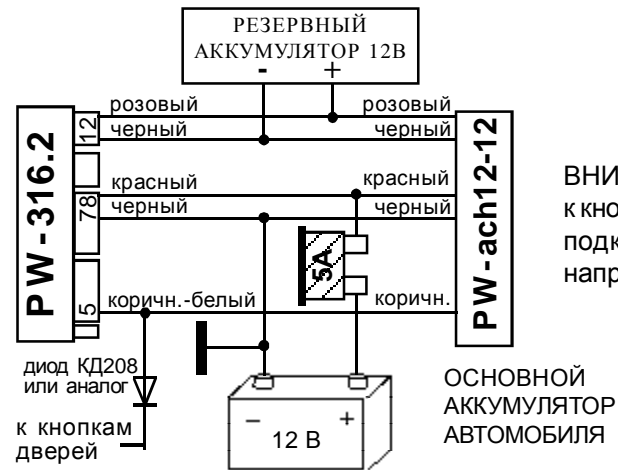 РЕЗЕРВНЫЙ
АККУМУЛЯТОР 12В
- +
розовый розовый
12
черный черный
PW-316.2
PW-ach12-12
красный красный
78
черный черный
5А
5
коричн.-белый коричн.
диод КД208
или аналог
к кнопкам
дверей
– +
12 В
ОСНОВНОЙ
АККУМУЛЯТОР
АВТОМОБИЛЯ
ВНИ
к кно
подк
напр